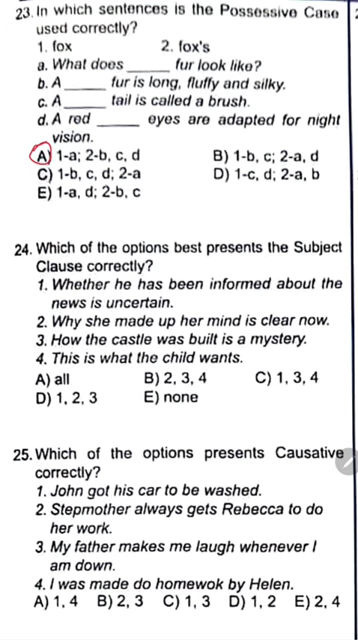 23. In which sentences is the Possessive Case
used correctly?
1. fox 2. fox's
a. What does ______ fur look like?
b. A ______ fur is long, fluffy and silky.
c. A ______ tail is called a brush.
d. A red ______ eyes are adapted for night
vision.
A) 1-a; 2-b, c, d B) 1-b, c; 2-a, d
C) 1-b, c, d; 2-a D) 1-c, d; 2-a, b
E) 1-a, d; 2-b, c
24. Which of the options best presents the Subject
Clause correctly?
1. Whether he has been informed about the
news is uncertain.
2. Why she made up her mind is clear now.
3. How the castle was built is a mystery.
4. This is what the child wants.
A) all B) 2, 3, 4 C) 1, 3, 4
D) 1, 2, 3 E) none
25. Which of the options presents Causative
correctly?
1. John got his car to be washed.
2. Stepmother always gets Rebecca to do
her work.
3. My father makes me laugh whenever I
am down.
4. I was made do homewok by Helen.
A) 1, 4 B) 2, 3 C) 1, 3 D) 1, 2 E) 2, 4